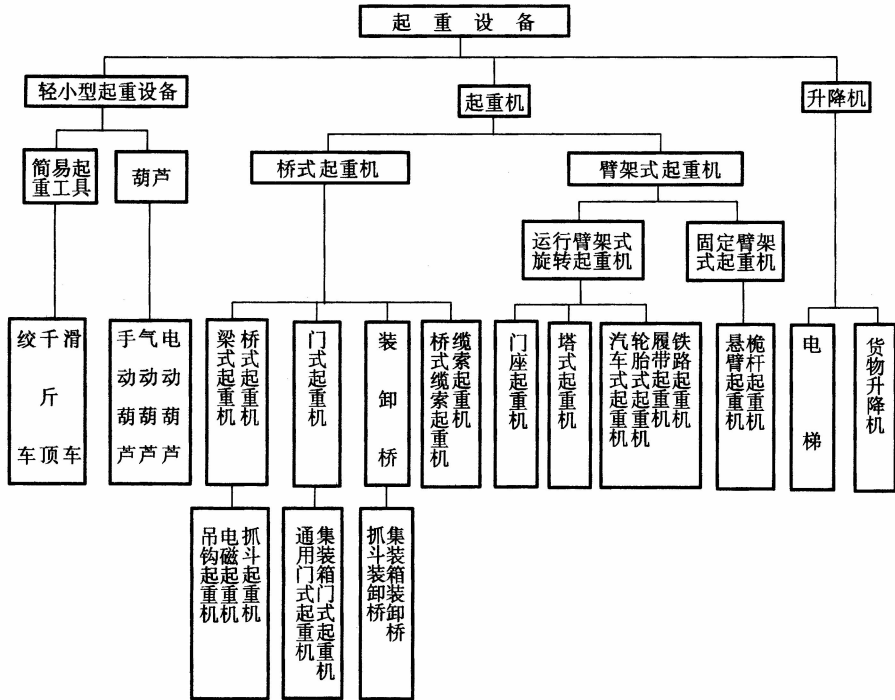 起重设备
轻小型起重设备
起重机
升降机
简易起
重工具
葫芦
桥式起重机
臂架式起重机
运行臂架式
旋转起重机
固定臂架
式起重机
滑车
千斤顶
绞车
电动葫芦
气动葫芦
手动葫芦
桥式起重机
梁式起重机
门式起重机
装卸桥
缆索起重机
桥式缆索起重机
门座起重机
塔式起重机
铁路起重机
履带起重机
轮胎式起重机
汽车式起重机
桅杆起重机
悬臂起重机
电梯
货物升降机
抓斗起重机
电磁起重机
吊钩起重机
集装箱门式起重机
通用门式起重机
集装箱装卸桥
抓斗装卸桥